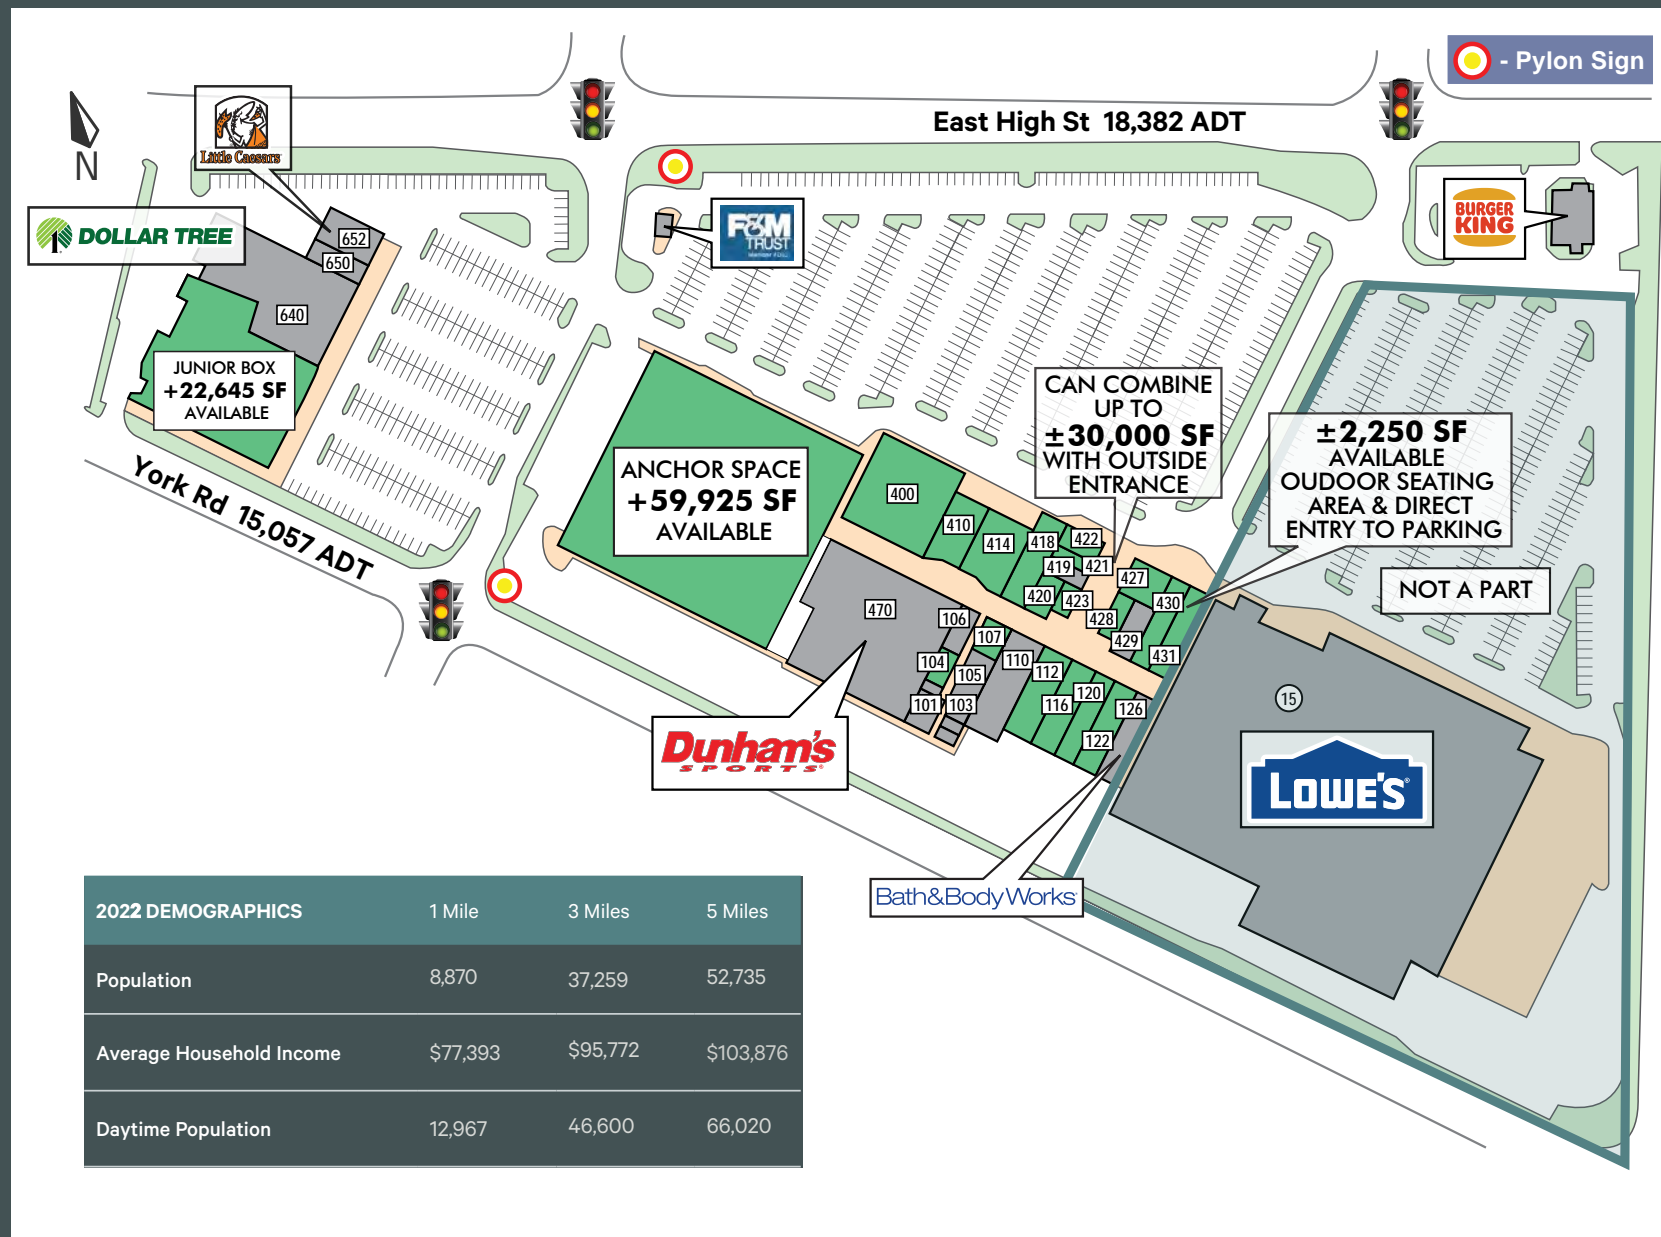 - Pylon Sign
East High St 18,382 ADT
N
Little Caesars
DOLLAR TREE
652
650
640
JUNIOR BOX
+22,645 SF
AVAILABLE
F&M
TRUST
BURGER
KING
York Rd 15,057 ADT
ANCHOR SPACE
+59,925 SF
AVAILABLE
CAN COMBINE
UP TO
±30,000 SF
WITH OUTSIDE
ENTRANCE
±2,250 SF
AVAILABLE
OUDOOR SEATING
AREA & DIRECT
ENTRY TO PARKING
NOT A PART
400
410
414
418
422
419
421
420
423
427
430
428
429
431
470
106
107
104
105
110
112
101
103
116
120
126
122
15
Dunham's
SPORTS
LOWE'S
Bath&Body Works
2022 DEMOGRAPHICS 1 Mile 3 Miles 5 Miles
Population 8,870 37,259 52,735
Average Household Income $77,393 $95,772 $103,876
Daytime Population 12,967 46,600 66,020